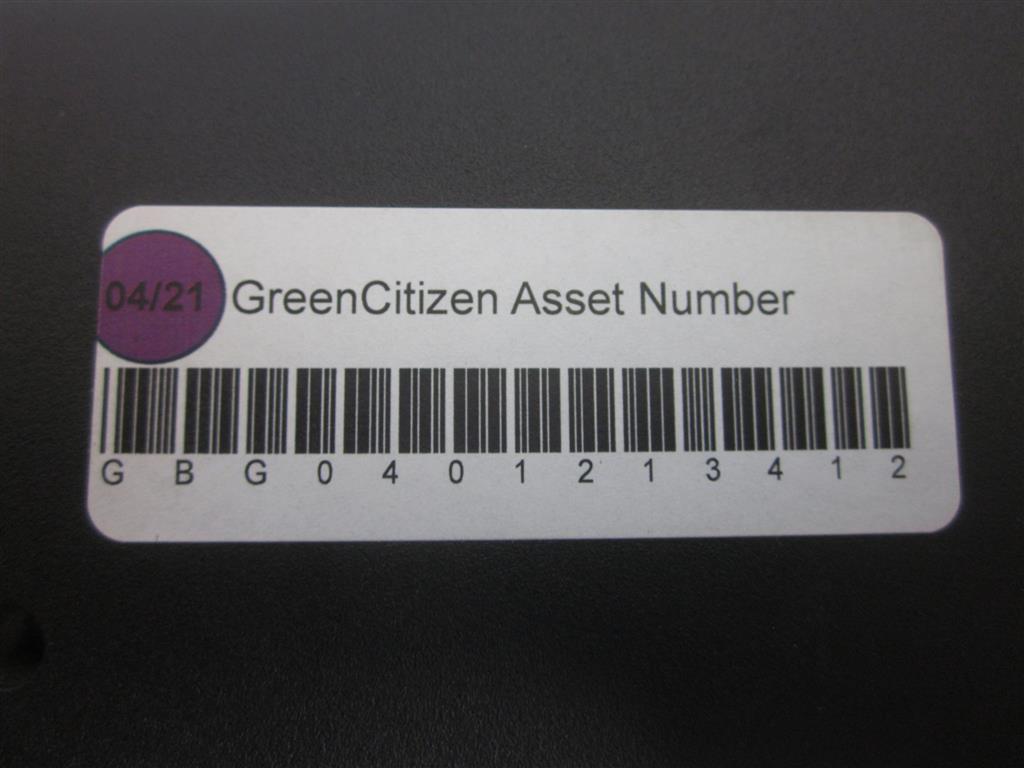 04/21 GreenCitizen Asset Number
G B G 0 4 0 1 2 1 3 4 1 2